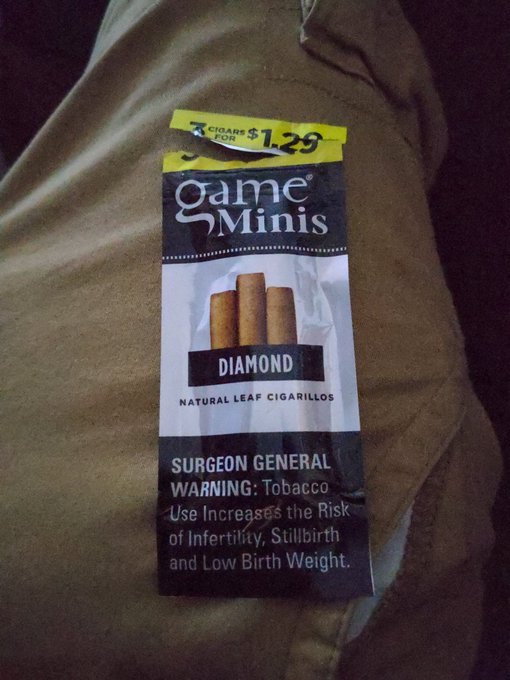 3 CIGARS FOR $1.29
game®
Minis
DIAMOND
NATURAL LEAF CIGARILLOS
SURGEON GENERAL
WARNING: Tobacco
Use Increases the Risk
of Infertility, Stillbirth
and Low Birth Weight.